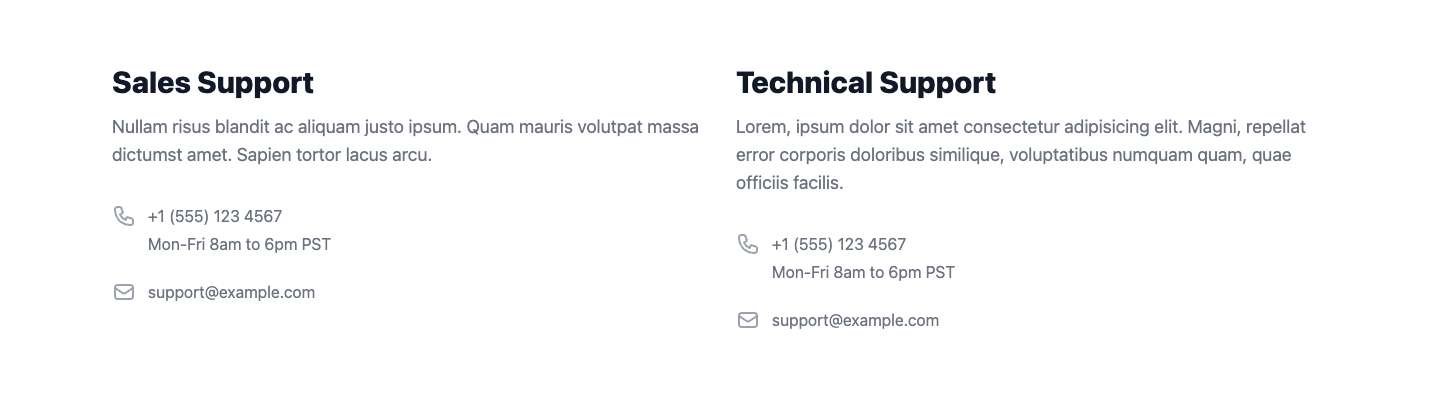 Sales Support
Nullam risus blandit ac aliquam justo ipsum. Quam mauris volutpat massa
dictumst amet. Sapien tortor lacus arcu.
+1 (555) 123 4567
Mon-Fri 8am to 6pm PST
support@example.com
Technical Support
Lorem, ipsum dolor sit amet consectetur adipisicing elit. Magni, repellat
error corporis doloribus similique, voluptatibus numquam quam, quae
officiis facilis.
+1 (555) 123 4567
Mon-Fri 8am to 6pm PST
support@example.com